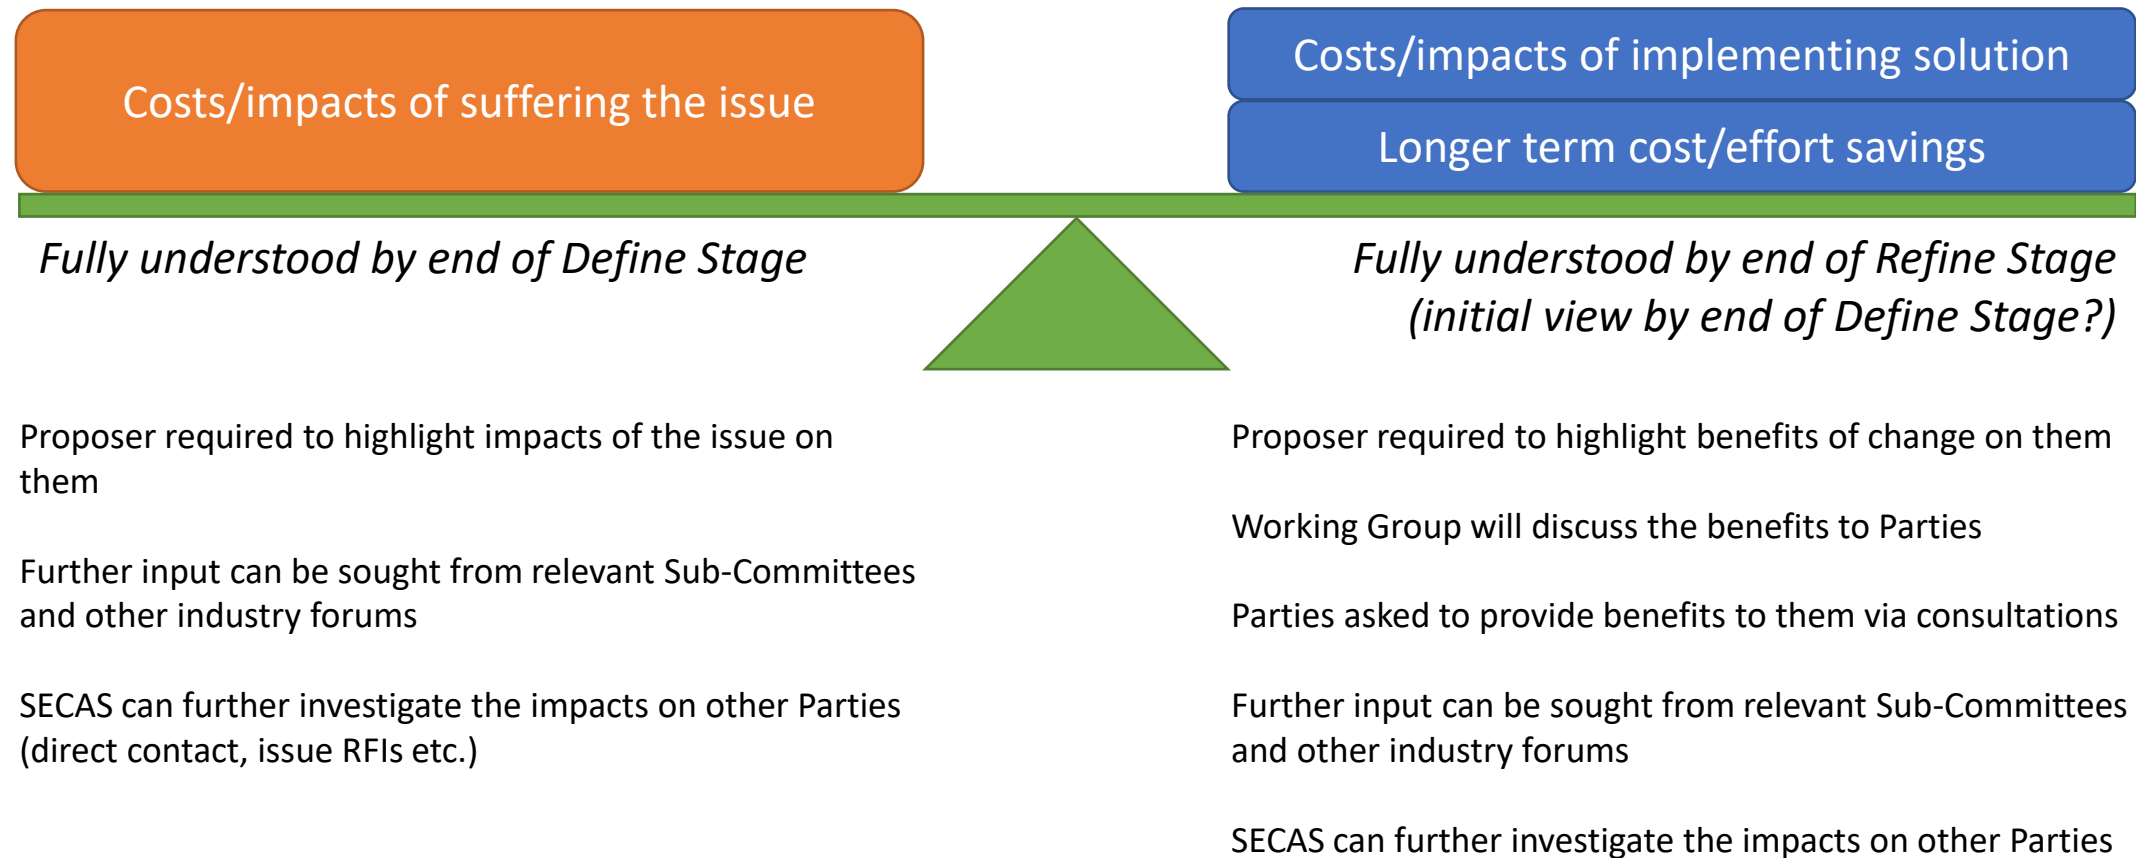 Costs/impacts of suffering the issue
Costs/impacts of implementing solution
Longer term cost/effort savings
Fully understood by end of Define Stage
Fully understood by end of Refine Stage
(initial view by end of Define Stage?)
Proposer required to highlight impacts of the issue on
them
Further input can be sought from relevant Sub-Committees
and other industry forums
SECAS can further investigate the impacts on other Parties
(direct contact, issue RFIs etc.)
Proposer required to highlight benefits of change on them
Working Group will discuss the benefits to Parties
Parties asked to provide benefits to them via consultations
Further input can be sought from relevant Sub-Committees
and other industry forums
SECAS can further investigate the impacts on other Parties